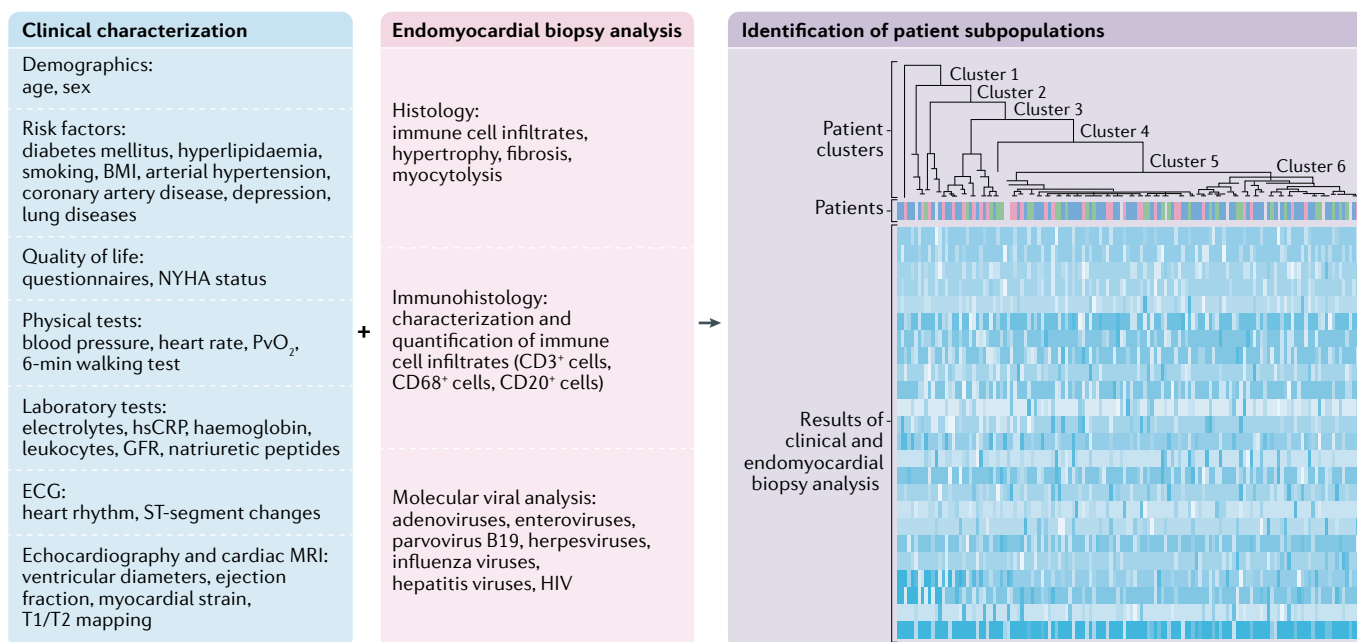 Clinical characterization
Demographics:
age, sex
Risk factors:
diabetes mellitus, hyperlipidaemia,
smoking, BMI, arterial hypertension,
coronary artery disease, depression,
lung diseases
Quality of life:
questionnaires, NYHA status
Physical tests:
blood pressure, heart rate, PvO₂,
6-min walking test
Laboratory tests:
electrolytes, hsCRP, haemoglobin,
leukocytes, GFR, natriuretic peptides
ECG:
heart rhythm, ST-segment changes
Echocardiography and cardiac MRI:
ventricular diameters, ejection
fraction, myocardial strain,
T1/T2 mapping
+
Endomyocardial biopsy analysis
Histology:
immune cell infiltrates,
hypertrophy, fibrosis,
myocytolysis
Immunohistology:
characterization and
quantification of immune
cell infiltrates (CD3⁺ cells,
CD68⁺ cells, CD20⁺ cells)
Molecular viral analysis:
adenoviruses, enteroviruses,
parvovirus B19, herpesviruses,
influenza viruses,
hepatitis viruses, HIV
→
Identification of patient subpopulations
Cluster 1
Cluster 2
Cluster 3
Cluster 4
Cluster 5
Cluster 6
Patient
clusters
Patients
Results of
clinical and
endomyocardial
biopsy analysis